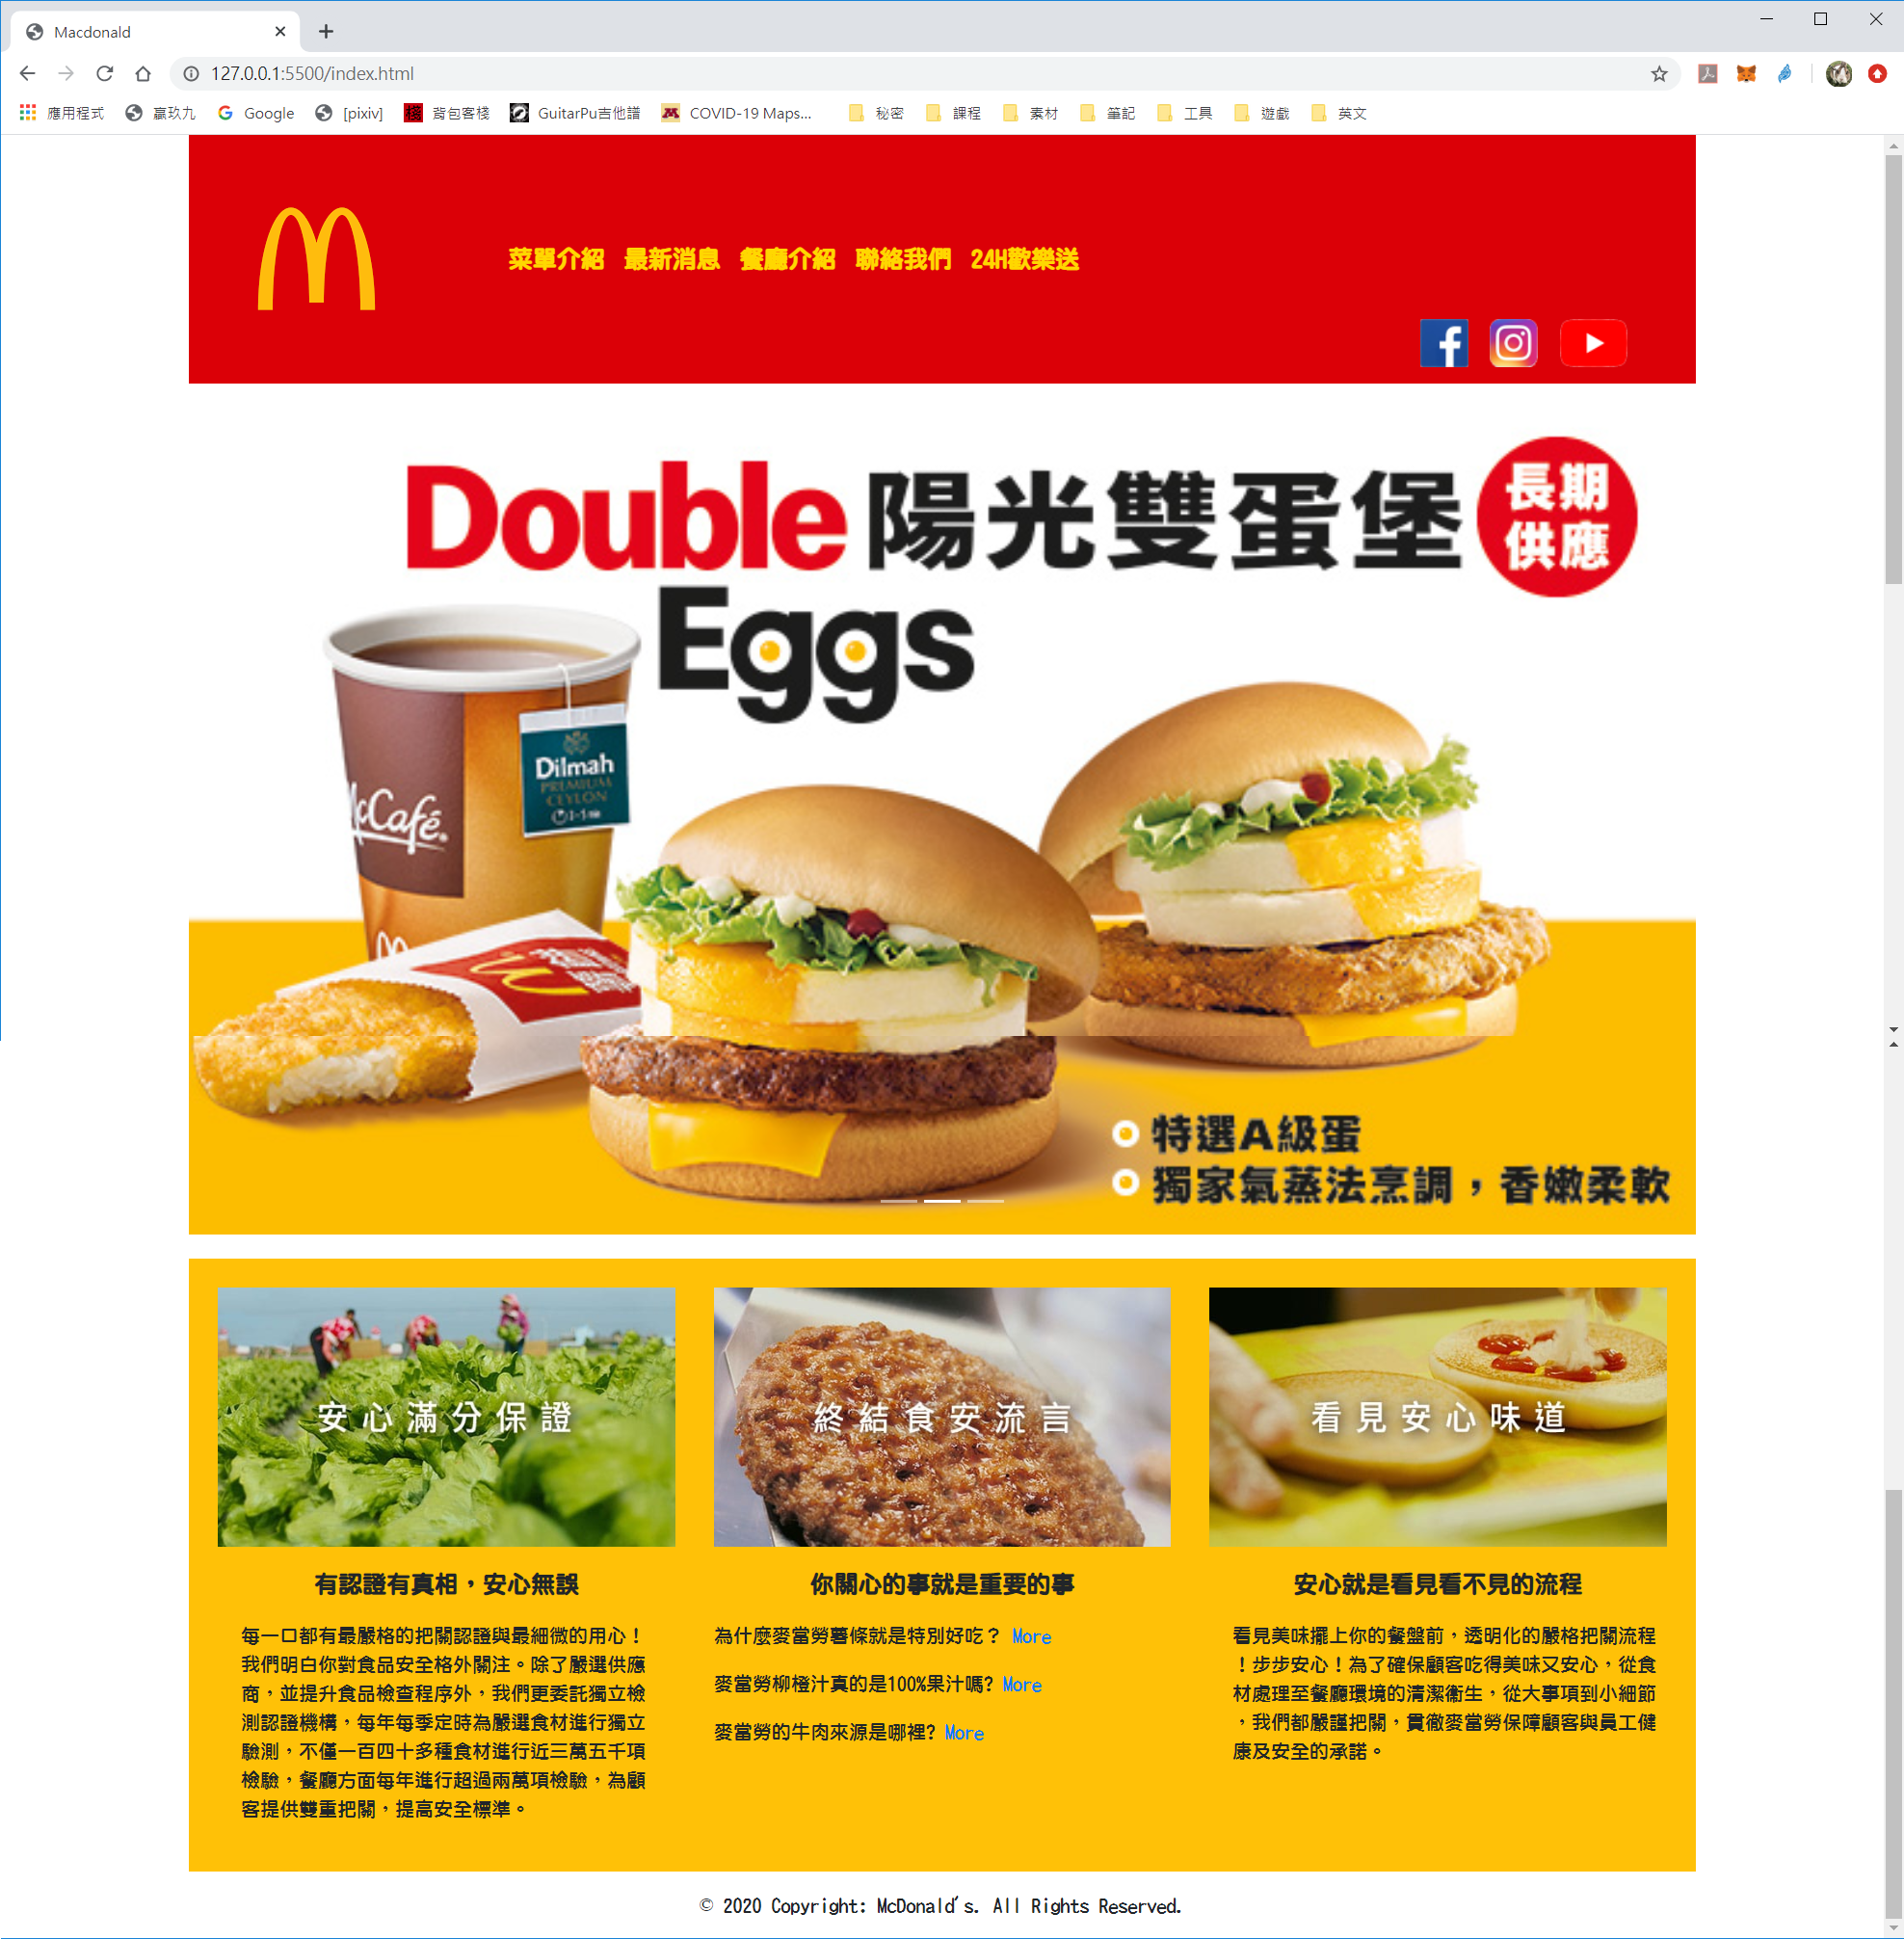 Macdonald
127.0.0.1:5500/index.html
應用程式 贏玖九 Google [pixiv] 背包客棧 GuitarPu吉他譜 COVID-19 Maps... 秘密 課程 素材 筆記 工具 遊戲 英文
菜單介紹 最新消息 餐廳介紹 聯絡我們 24H歡樂送
Double 陽光雙蛋堡
長期
供應
Eggs
Dilmah
PREMIUM
CEYLON
McCafé
特選A級蛋
獨家氣蒸法烹調，香嫩柔軟
安心滿分保證
終結食安流言
看見安心味道
有認證有真相，安心無誤
每一口都有最嚴格的把關認證與最細微的用心！
我們明白你對食品安全格外關注。除了嚴選供應
商，並提升食品檢查程序外，我們更委託獨立檢
測認證機構，每年每季定時為嚴選食材進行獨立
驗測，不僅一百四十多種食材進行近三萬五千項
檢驗，餐廳方面每年進行超過兩萬項檢驗，為顧
客提供雙重把關，提高安全標準。
你關心的事就是重要的事
為什麼麥當勞薯條就是特別好吃？ More
麥當勞柳橙汁真的是100%果汁嗎? More
麥當勞的牛肉來源是哪裡? More
安心就是看見看不見的流程
看見美味擺上你的餐盤前，透明化的嚴格把關流程
！步步安心！為了確保顧客吃得美味又安心，從食
材處理至餐廳環境的清潔衛生，從大事項到小細節
，我們都嚴謹把關，貫徹麥當勞保障顧客與員工健
康及安全的承諾。
© 2020 Copyright: McDonald's. All Rights Reserved.